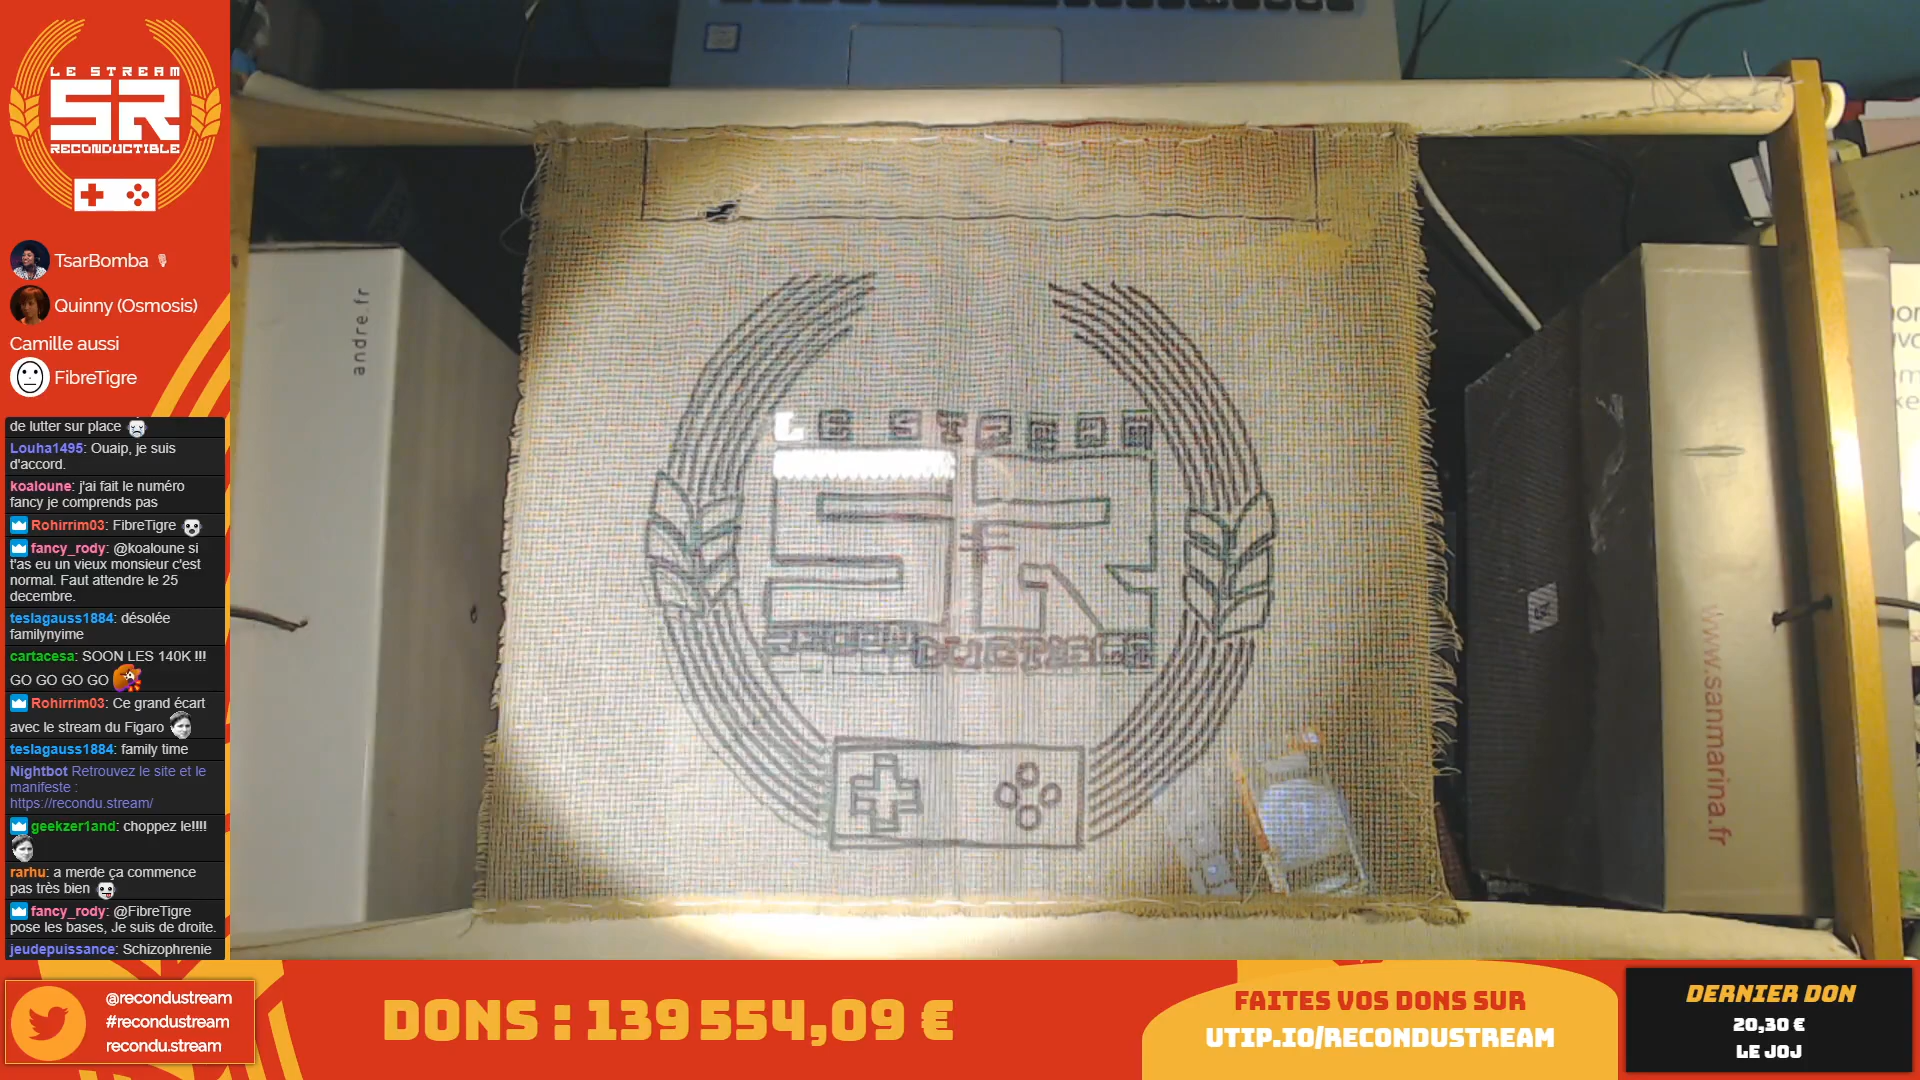 LE STREAM
SR
RECONDUCTIBLE
TsarBomba
Quinny (Osmosis)
Camille aussi
FibreTigre
de lutter sur place
Louha1495: Ouaip, je suis
d'accord.
koaloune: j'ai fait le numéro
fancy je comprends pas
Rohirrim03: FibreTigre
fancy_rody: @koaloune si
t'as eu un vieux monsieur c'est
normal. Faut attendre le 25
decembre.
teslagauss1884: désolée
familynyime
cartacesa: SOON LES 140K !!!
GO GO GO GO
Rohirrim03: Ce grand écart
avec le stream du Figaro
teslagauss1884: family time
Nightbot Retrouvez le site et le
manifeste :
https://recondu.stream/
geekzer1and: choppez le!!!!
rarhu: a merde ça commence
pas très bien
fancy_rody: @FibreTigre
pose les bases, Je suis de droite.
jeudepuissance: Schizophrenie
andre.fr
LE STREAM
SR
RECONDUCTIBLE
www.sanmarina.fr
@recondustream
#recondustream
recondu.stream
DONS : 139 554,09 €
FAITES VOS DONS SUR
UTIP.IO/RECONDUSTREAM
DERNIER DON
20,30 €
LE JOJ